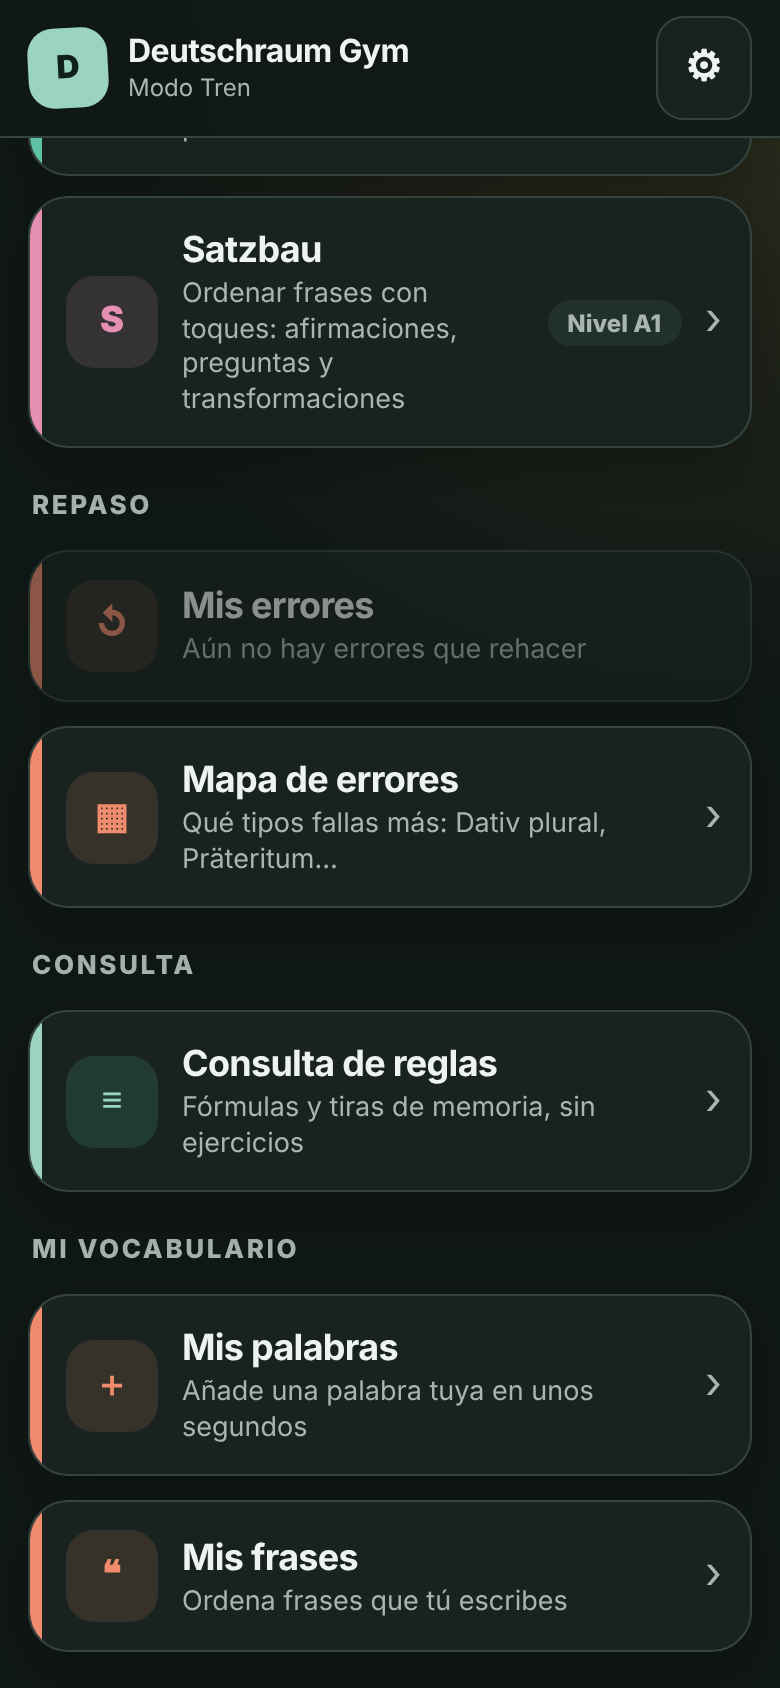 D
Deutschraum Gym
Modo Tren
Satzbau
Ordenar frases con
toques: afirmaciones,
preguntas y
transformaciones
Nivel A1
S
REPASO
Mis errores
Aún no hay errores que rehacer
Mapa de errores
Qué tipos fallas más: Dativ plural,
Präteritum...
CONSULTA
Consulta de reglas
Fórmulas y tiras de memoria, sin
ejercicios
MI VOCABULARIO
Mis palabras
Añade una palabra tuya en unos
segundos
Mis frases
Ordena frases que tú escribes